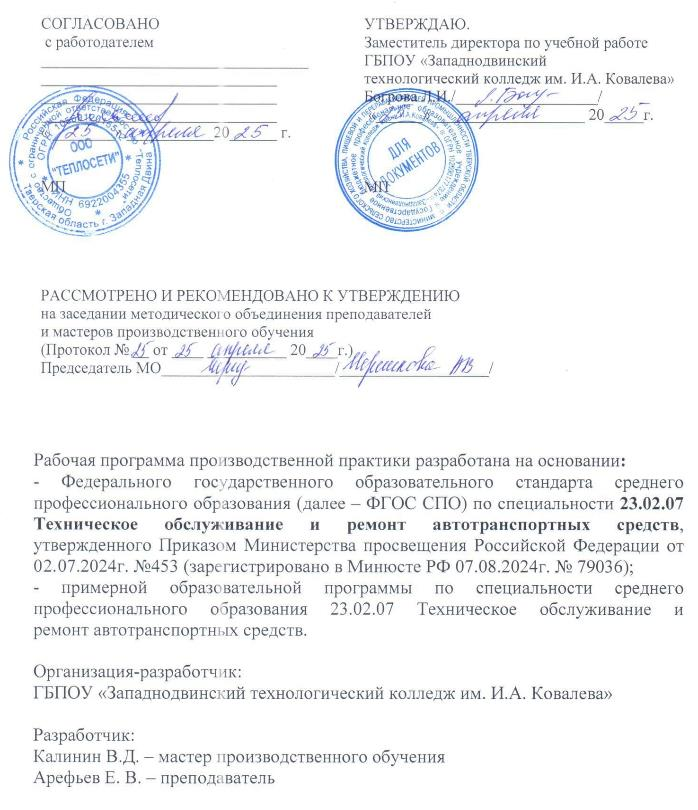 СОГЛАСОВАНО
с работодателем
25 апреля 20 25 г.
МП
УТВЕРЖДАЮ.
Заместитель директора по учебной работе
ГБПОУ «Западнодвинский
технологический колледж им. И.А. Ковалева»
Богрова Л.И./ /
апреля 20 25 г.
МП
Российская Федерация
ООО
"ТЕПЛОСЕТИ"
ИНН 6922004355
Тверская область г. Западная Двина
ДЛЯ
ДОКУМЕНТОВ
РАССМОТРЕНО И РЕКОМЕНДОВАНО К УТВЕРЖДЕНИЮ
на заседании методического объединения преподавателей
и мастеров производственного обучения
(Протокол № 25 от 25 апреля 20 25 г.)
Председатель МО / /
Рабочая программа производственной практики разработана на основании:
- Федерального государственного образовательного стандарта среднего
профессионального образования (далее – ФГОС СПО) по специальности 23.02.07
Техническое обслуживание и ремонт автотранспортных средств,
утвержденного Приказом Министерства просвещения Российской Федерации от
02.07.2024г. №453 (зарегистрировано в Минюсте РФ 07.08.2024г. № 79036);
- примерной образовательной программы по специальности среднего
профессионального образования 23.02.07 Техническое обслуживание и
ремонт автотранспортных средств.
Организация-разработчик:
ГБПОУ «Западнодвинский технологический колледж им. И.А. Ковалева»
Разработчик:
Калинин В.Д. – мастер производственного обучения
Арефьев Е. В. – преподаватель